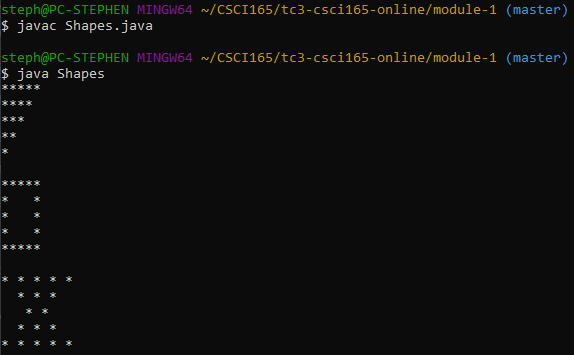 steph@PC-STEPHEN MINGW64 ~/CSCI165/tc3-csci165-online/module-1 (master)
$ javac Shapes.java

steph@PC-STEPHEN MINGW64 ~/CSCI165/tc3-csci165-online/module-1 (master)
$ java Shapes
*****
****
***
**
*

*****
*   *
*   *
*   *
*****

* * * * *
  * * *
   * *
  * * *
* * * * *